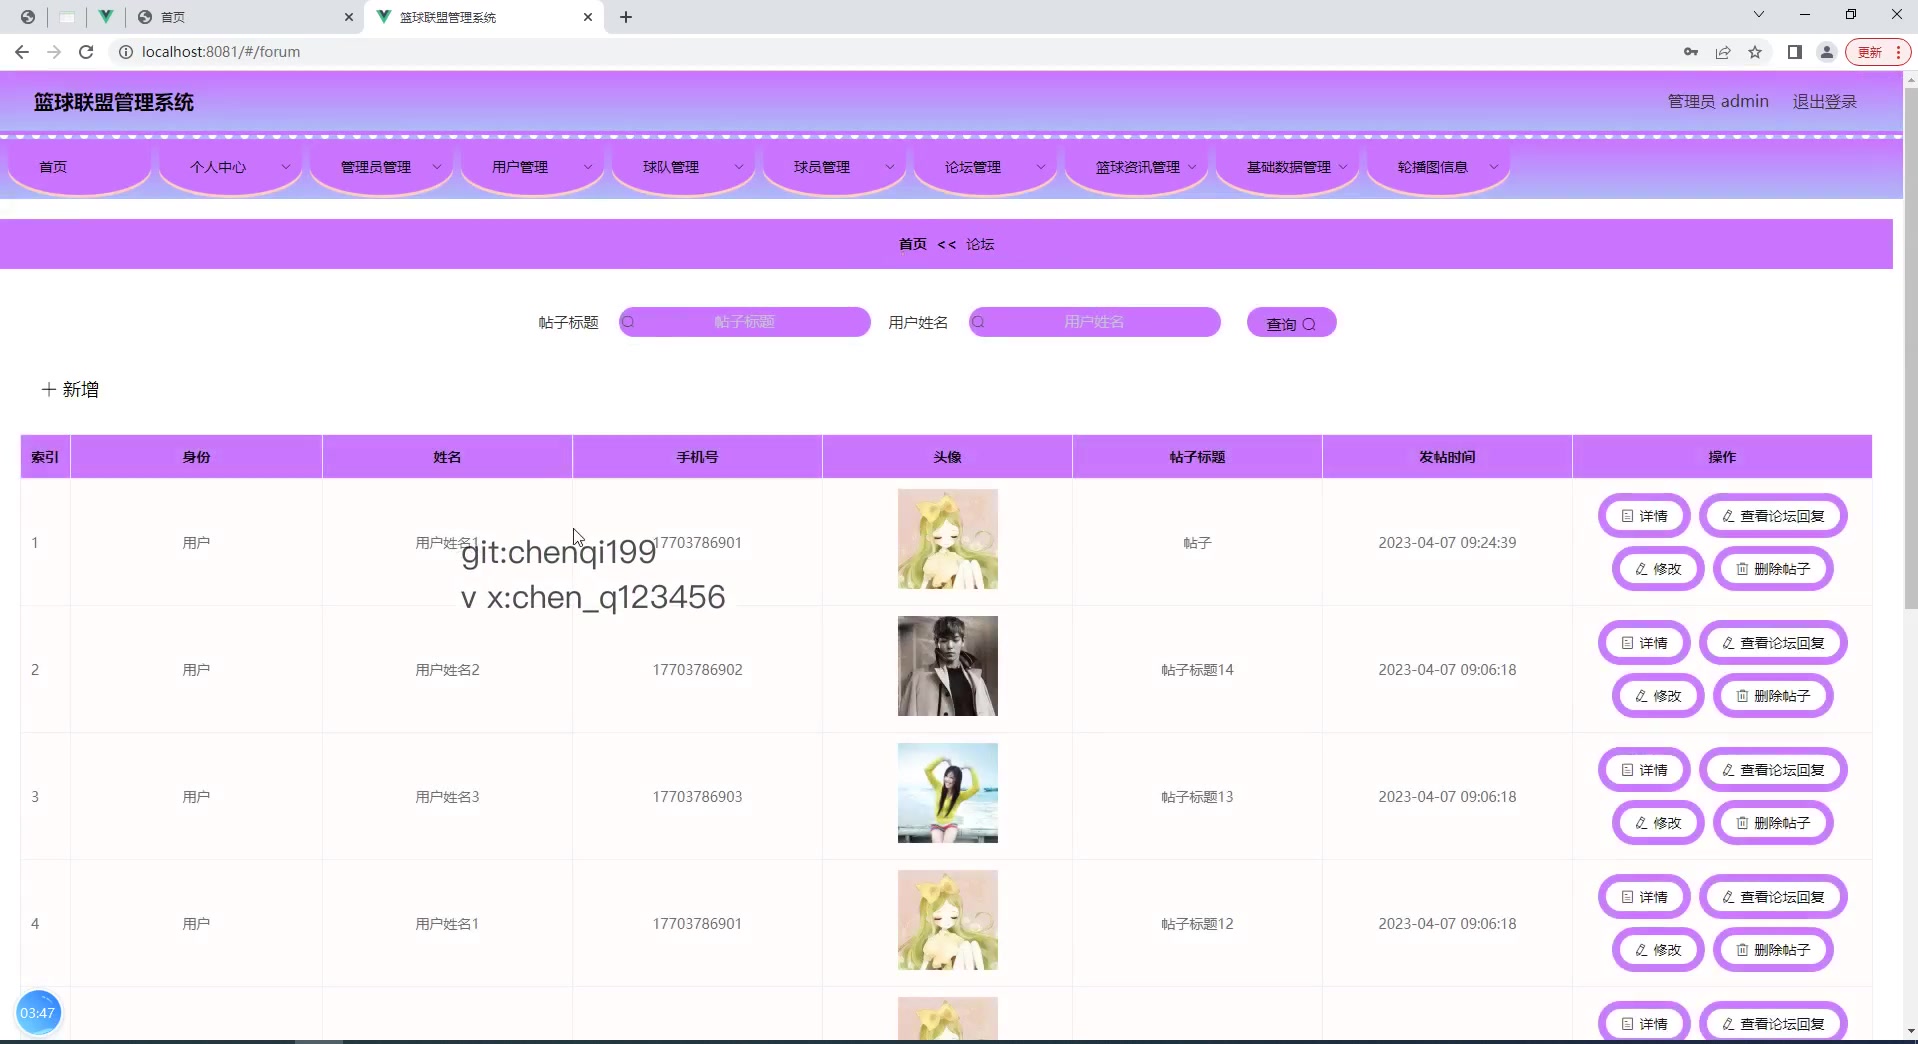 首页
篮球联盟管理系统
localhost:8081/#/forum
更新
篮球联盟管理系统
管理员 admin 退出登录
首页 个人中心 管理员管理 用户管理 球队管理 球员管理 论坛管理 篮球资讯管理 基础数据管理 轮播图信息
首页 << 论坛
帖子标题 帖子标题 用户姓名 用户姓名 查询
新增
索引 身份 姓名 手机号 头像 帖子标题 发帖时间 操作
1 用户 用户姓名1 17703786901 帖子 2023-04-07 09:24:39 详情 查看论坛回复
修改 删除帖子
git:chenqi199
v x:chen_q123456
2 用户 用户姓名2 17703786902 帖子标题14 2023-04-07 09:06:18 详情 查看论坛回复
修改 删除帖子
3 用户 用户姓名3 17703786903 帖子标题13 2023-04-07 09:06:18 详情 查看论坛回复
修改 删除帖子
4 用户 用户姓名1 17703786901 帖子标题12 2023-04-07 09:06:18 详情 查看论坛回复
修改 删除帖子
03:47
详情 查看论坛回复